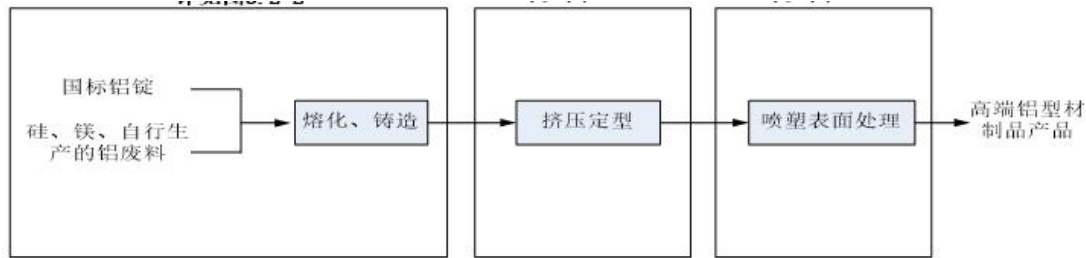 国标铝锭
硅、镁、自行生
产的铝废料
熔化、铸造
挤压定型
喷塑表面处理
高端铝型材
制品产品